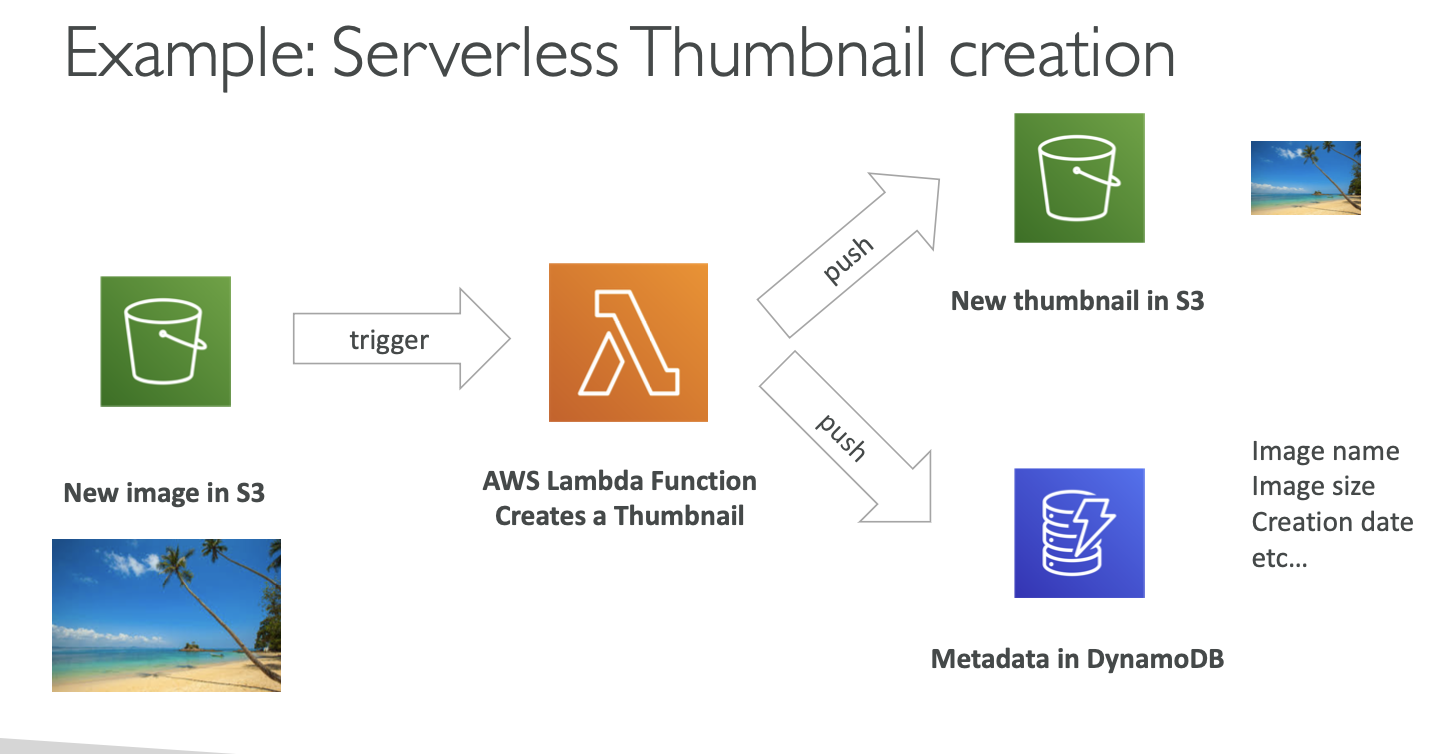 Example: Serverless Thumbnail creation
New image in S3
trigger
AWS Lambda Function
Creates a Thumbnail
push
New thumbnail in S3
push
Metadata in DynamoDB
Image name
Image size
Creation date
etc...